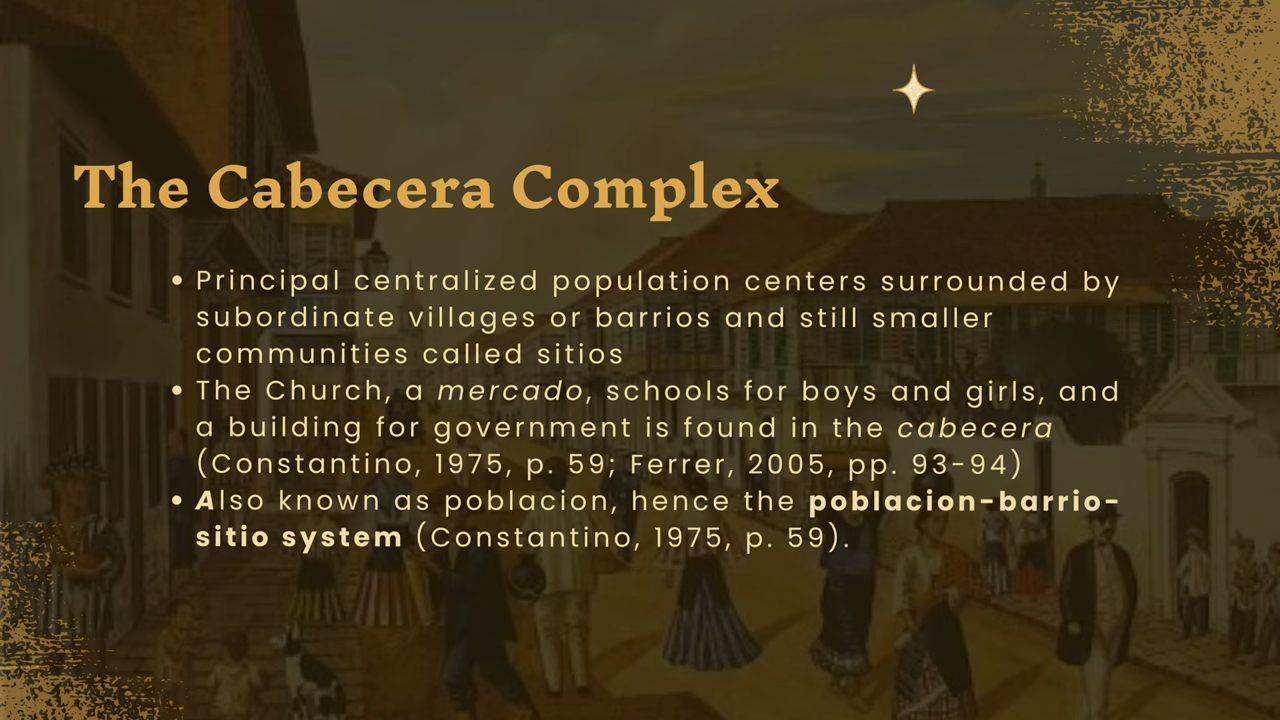 The Cabecera Complex
• Principal centralized population centers surrounded by
subordinate villages or barrios and still smaller
communities called sitios
• The Church, a mercado, schools for boys and girls, and
a building for government is found in the cabecera
(Constantino, 1975, p. 59; Ferrer, 2005, pp. 93-94)
• Also known as poblacion, hence the poblacion-barrio-
sitio system (Constantino, 1975, p. 59).